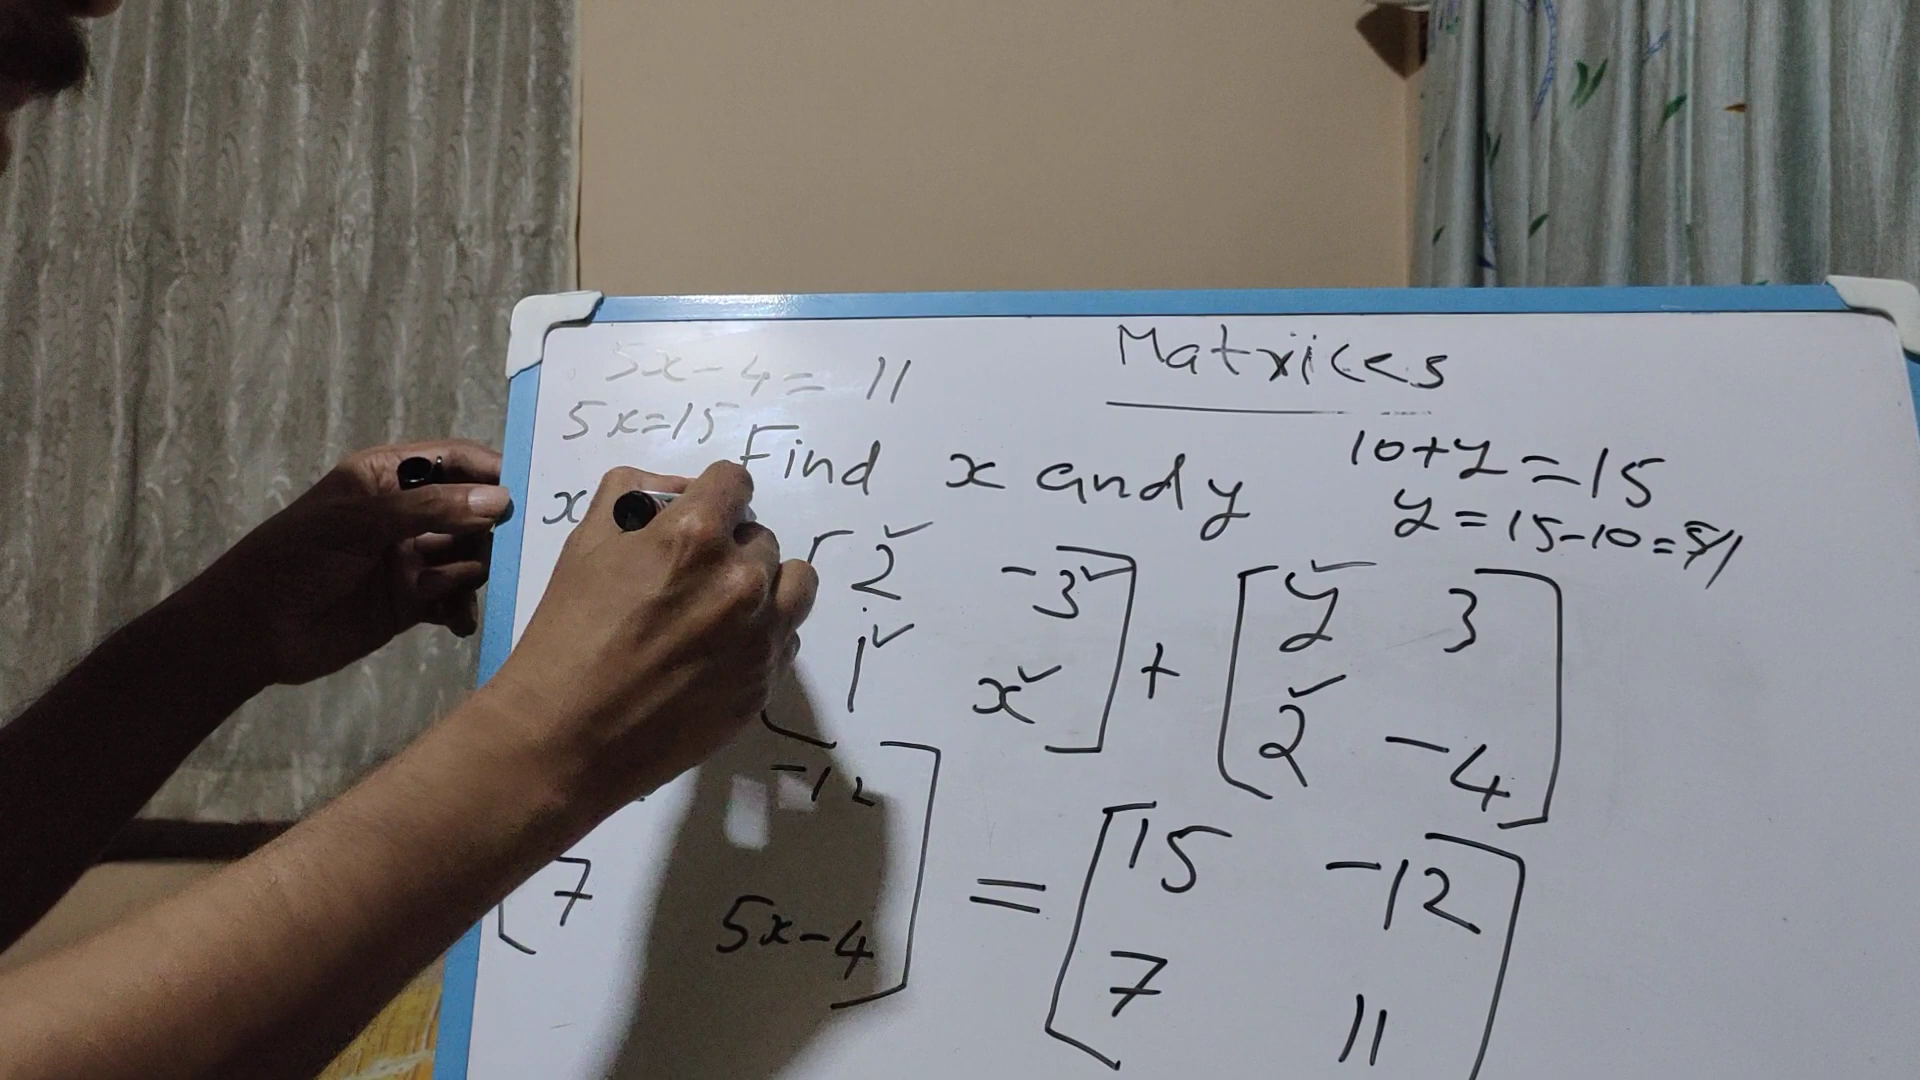 Matrices
5x-4= 11
5x=15
x
Find x and y
10+y=15
y=15-10=5//
[2 -3
1 x] + [y 3
2 -4]
-12
7 5x-4] = [15 -12
7 11]